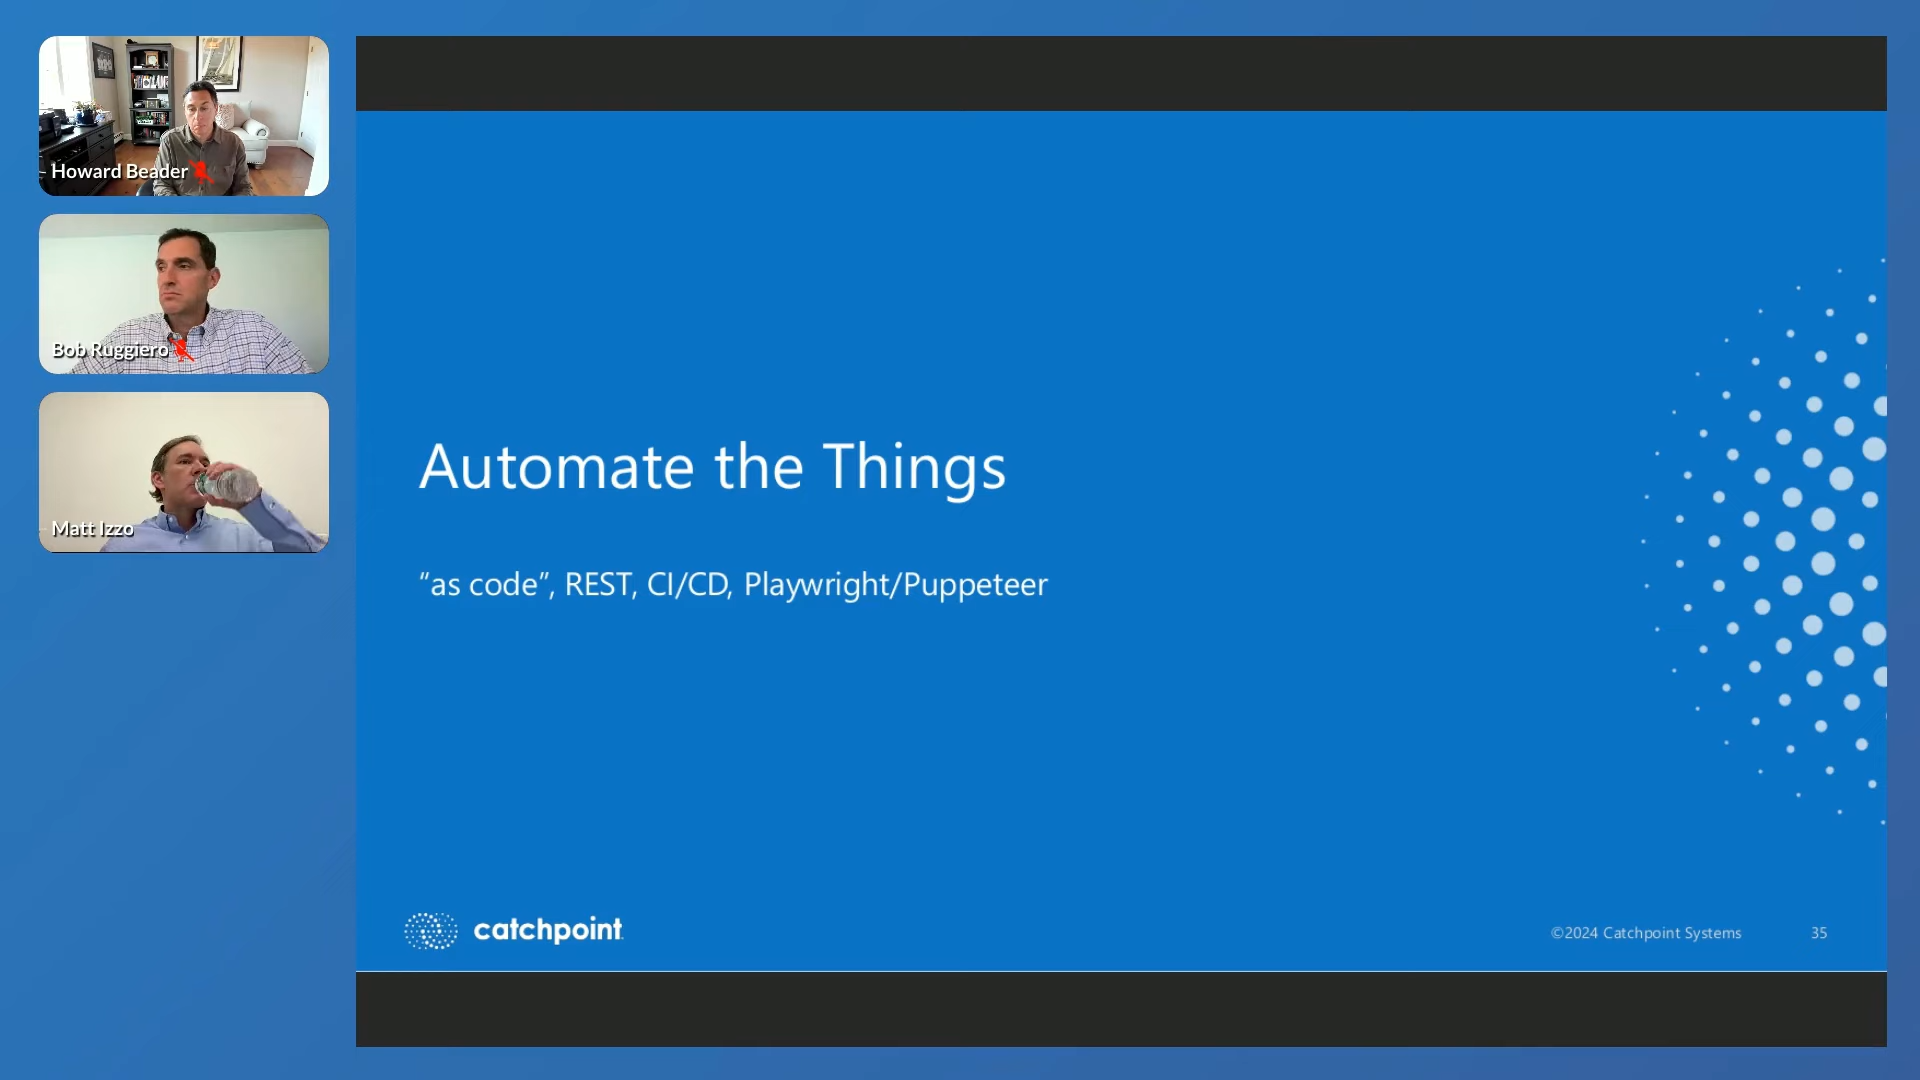 Howard Beader
Bob Ruggiero
Matt Izzo
Automate the Things
“as code”, REST, CI/CD, Playwright/Puppeteer
catchpoint
©2024 Catchpoint Systems
35